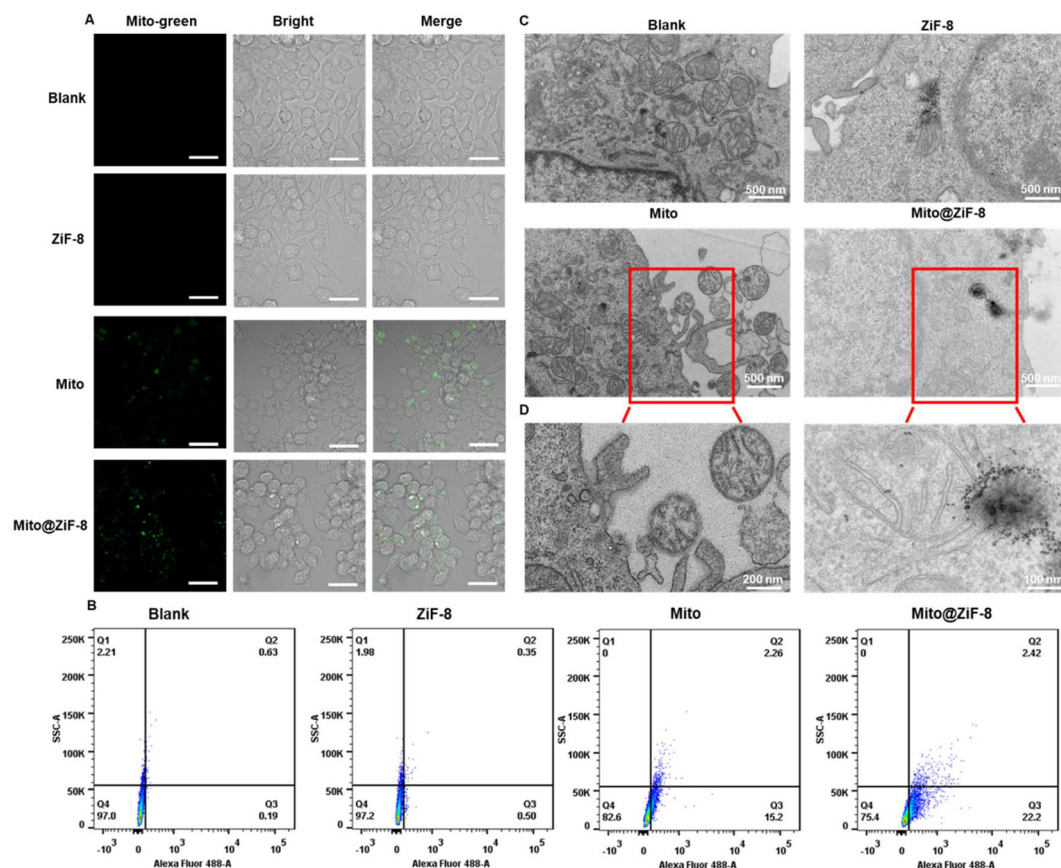 A
Mito-green Bright Merge
Blank
ZiF-8
Mito
Mito@ZiF-8
C
Blank ZiF-8
500 nm 500 nm
Mito Mito@ZiF-8
500 nm 500 nm
D
200 nm 100 nm
B
Blank
250K
200K
150K
100K
50K
0
SSC-A
Q1
2.21
Q2
0.63
Q4
97.0
Q3
0.19
-10³ 0 10³ 10⁴ 10⁵
Alexa Fluor 488-A
ZiF-8
250K
200K
150K
100K
50K
0
SSC-A
Q1
1.98
Q2
0.35
Q4
97.2
Q3
0.50
-10³ 0 10³ 10⁴ 10⁵
Alexa Fluor 488-A
Mito
250K
200K
150K
100K
50K
0
SSC-A
Q1
0
Q2
2.26
Q4
82.6
Q3
15.2
-10³ 0 10³ 10⁴ 10⁵
Alexa Fluor 488-A
Mito@ZiF-8
250K
200K
150K
100K
50K
0
SSC-A
Q1
0
Q2
2.42
Q4
75.4
Q3
22.2
-10³ 0 10³ 10⁴ 10⁵
Alexa Fluor 488-A